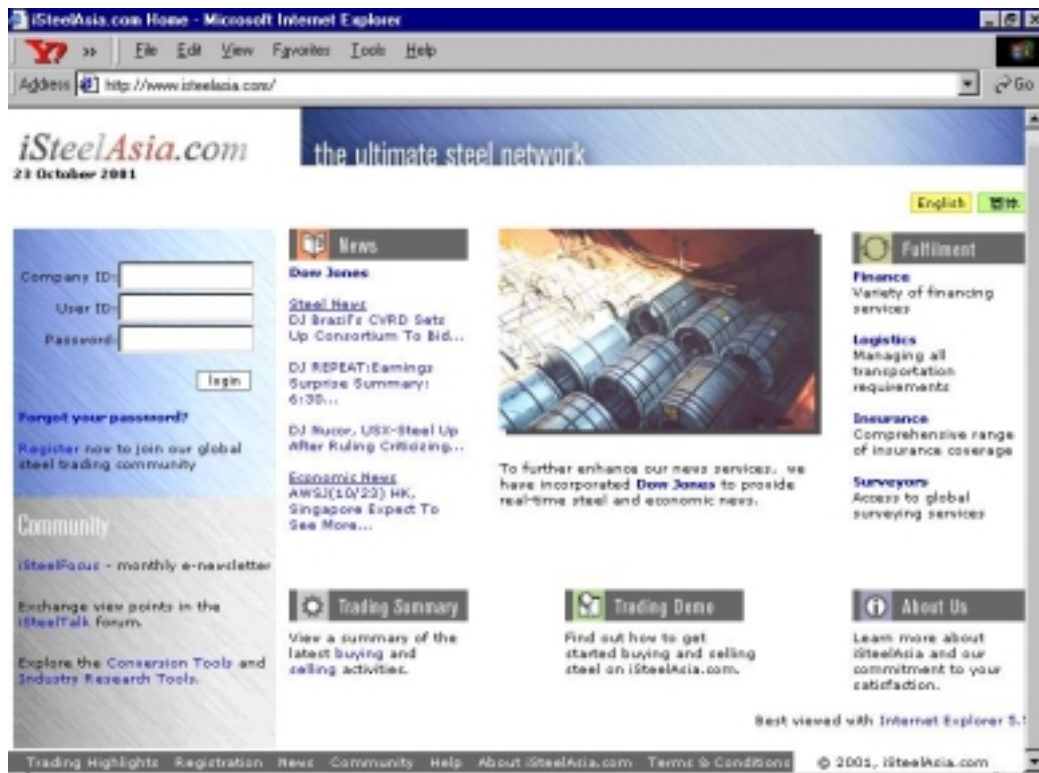 iSteelAsia.com Home - Microsoft Internet Explorer
Y! »
File Edit View Favorites Tools Help
Address http://www.isteelasia.com/
Go
iSteelAsia.com
23 October 2001
the ultimate steel network
English 简体
Company ID:
User ID:
Password:
login
Forgot your password?
Register now to join our global
steel trading community
Community
iSteelFocus - monthly e-newsletter
Exchange view points in the
iSteelTalk forum.
Explore the Conversion Tools and
Industry Research Tools.
News
Dow Jones
Steel News
DJ Brazil's CVRD Sets
Up Consortium To Bid...
DJ REPEAT:Earnings
Surprise Summary:
6:30...
DJ Nucor, USX-Steel Up
After Ruling Criticizing...
Economic News
AWSJ(10/23) HK,
Singapore Expect To
See More...
To further enhance our news services, we
have incorporated Dow Jones to provide
real-time steel and economic news.
Fulfilment
Finance
Variety of financing
services
Logistics
Managing all
transportation
requirements
Insurance
Comprehensive range
of insurance coverage
Surveyors
Access to global
surveying services
Trading Summary
View a summary of the
latest buying and
selling activities.
Trading Demo
Find out how to get
started buying and selling
steel on iSteelAsia.com.
About Us
Learn more about
iSteelAsia and our
commitment to your
satisfaction.
Best viewed with Internet Explorer 5.
Trading Highlights Registration News Community Help About iSteelAsia.com Terms & Conditions © 2001, iSteelAsia.com